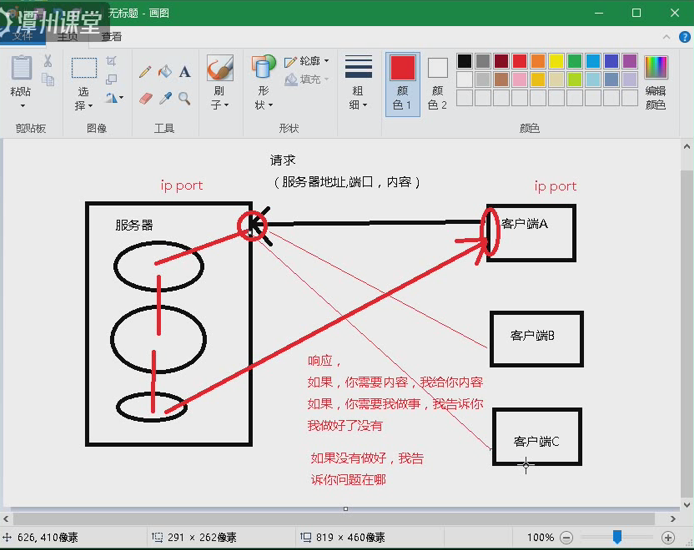 潭州课堂
无标题 - 画图
文件
主页
查看
粘贴
选择
刷子
形状
轮廓
填充
粗细
颜色 1
颜色 2
编辑颜色
剪贴板
图像
工具
形状
颜色
请求
（服务器地址,端口，内容）
ip port
ip port
服务器
客户端A
客户端B
客户端C
响应，
如果，你需要内容，我给你内容
如果，你需要我做事，我告诉你
我做好了没有
如果没有做好，我告
诉你问题在哪
626, 410像素
291 × 262像素
819 × 460像素
100%